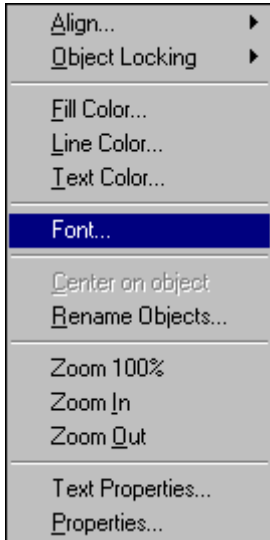 Align...
Object Locking
Fill Color...
Line Color...
Text Color...
Font...
Center on object
Rename Objects...
Zoom 100%
Zoom In
Zoom Out
Text Properties...
Properties...